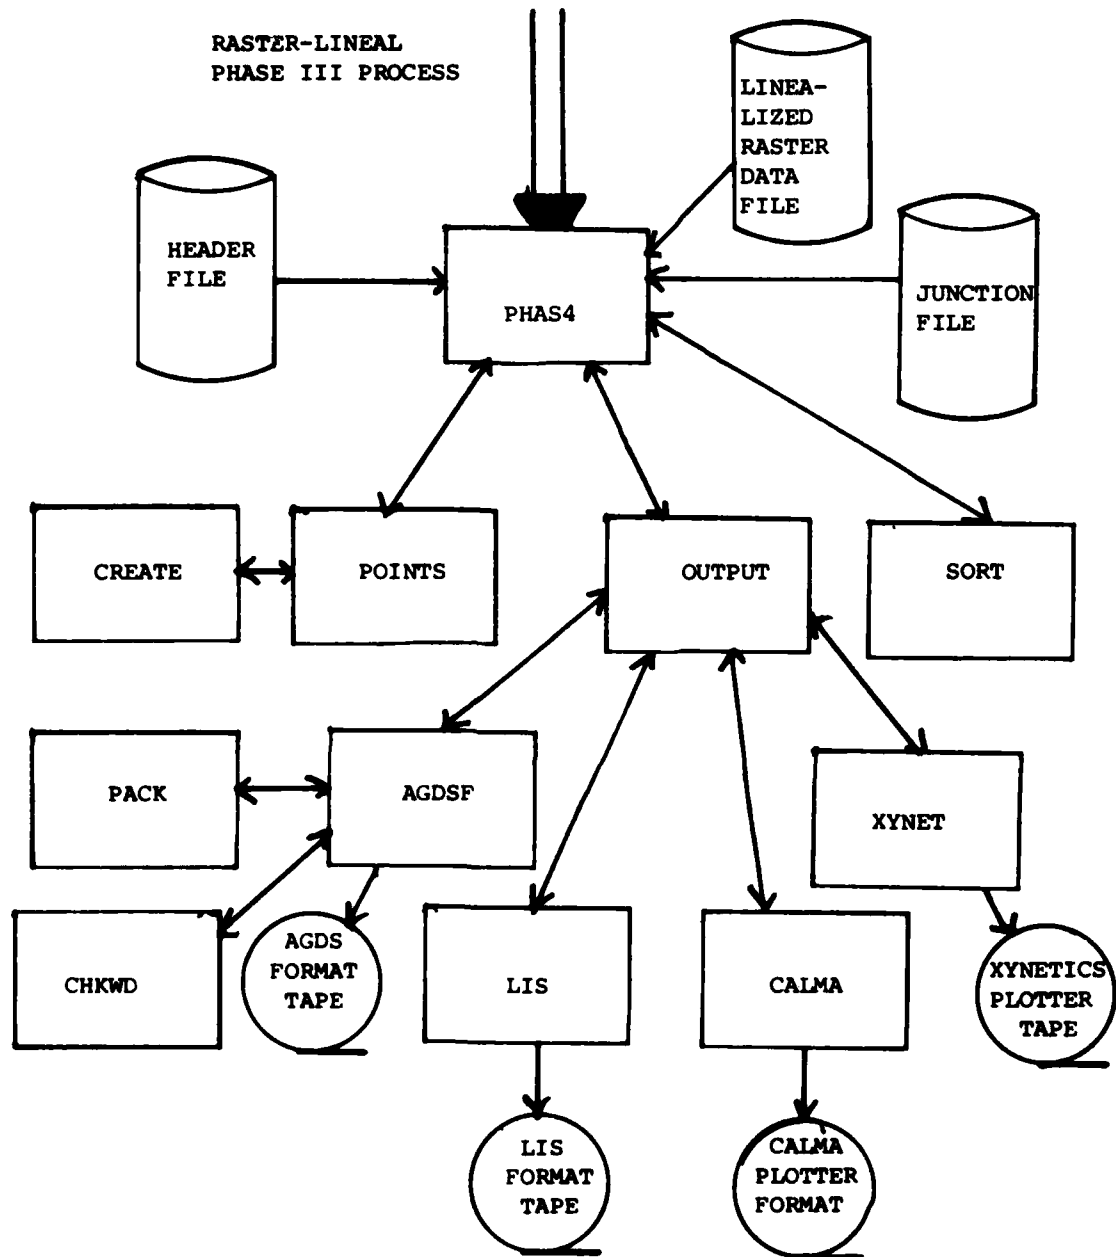 RASTER-LINEAL
PHASE III PROCESS
LINEA-
LIZED
RASTER
DATA
FILE
HEADER
FILE
JUNCTION
FILE
PHAS4
CREATE
POINTS
OUTPUT
SORT
PACK
AGDSF
XYNET
CHKWD
AGDS
FORMAT
TAPE
LIS
CALMA
XYNETICS
PLOTTER
TAPE
LIS
FORMAT
TAPE
CALMA
PLOTTER
FORMAT